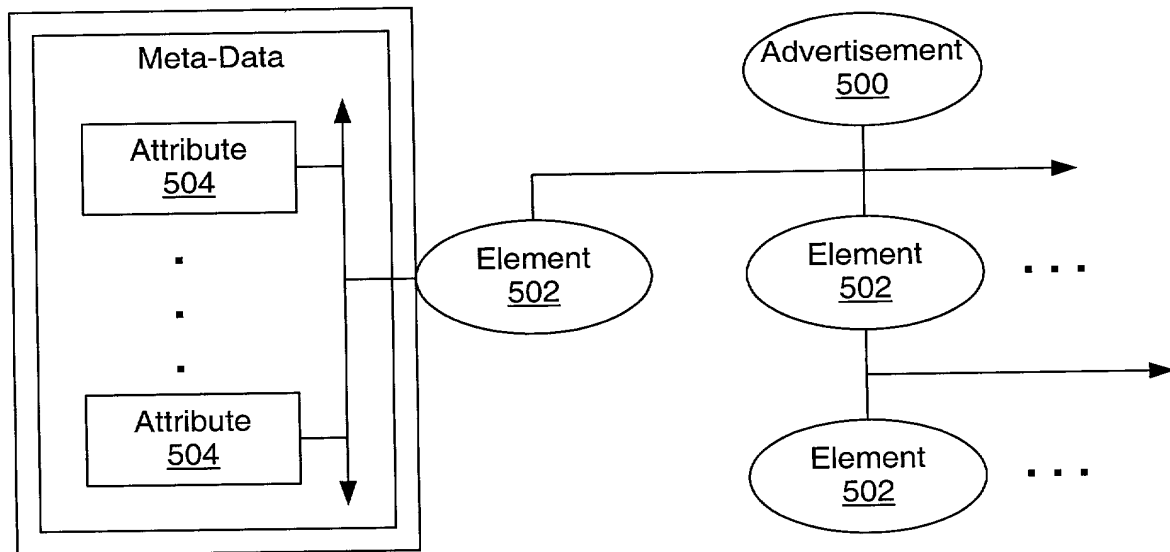 Meta-Data
Attribute
504
Attribute
504
Advertisement
500
Element
502
Element
502
Element
502